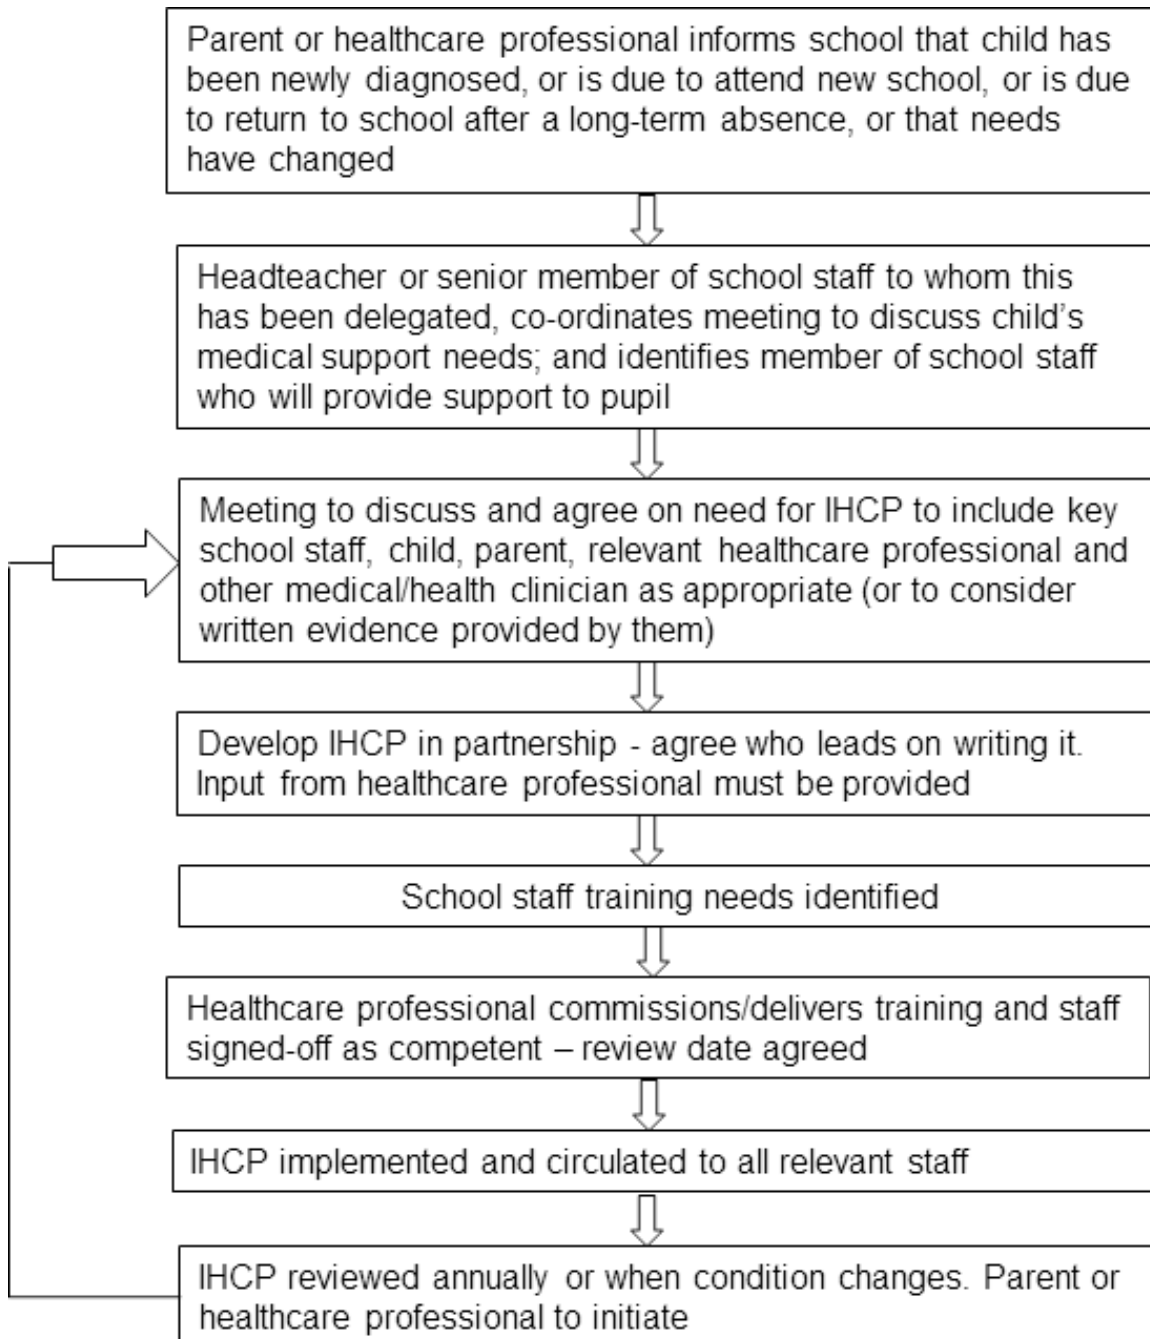 Parent or healthcare professional informs school that child has
been newly diagnosed, or is due to attend new school, or is due
to return to school after a long-term absence, or that needs
have changed
Headteacher or senior member of school staff to whom this
has been delegated, co-ordinates meeting to discuss child’s
medical support needs; and identifies member of school staff
who will provide support to pupil
Meeting to discuss and agree on need for IHCP to include key
school staff, child, parent, relevant healthcare professional and
other medical/health clinician as appropriate (or to consider
written evidence provided by them)
Develop IHCP in partnership - agree who leads on writing it.
Input from healthcare professional must be provided
School staff training needs identified
Healthcare professional commissions/delivers training and staff
signed-off as competent – review date agreed
IHCP implemented and circulated to all relevant staff
IHCP reviewed annually or when condition changes. Parent or
healthcare professional to initiate